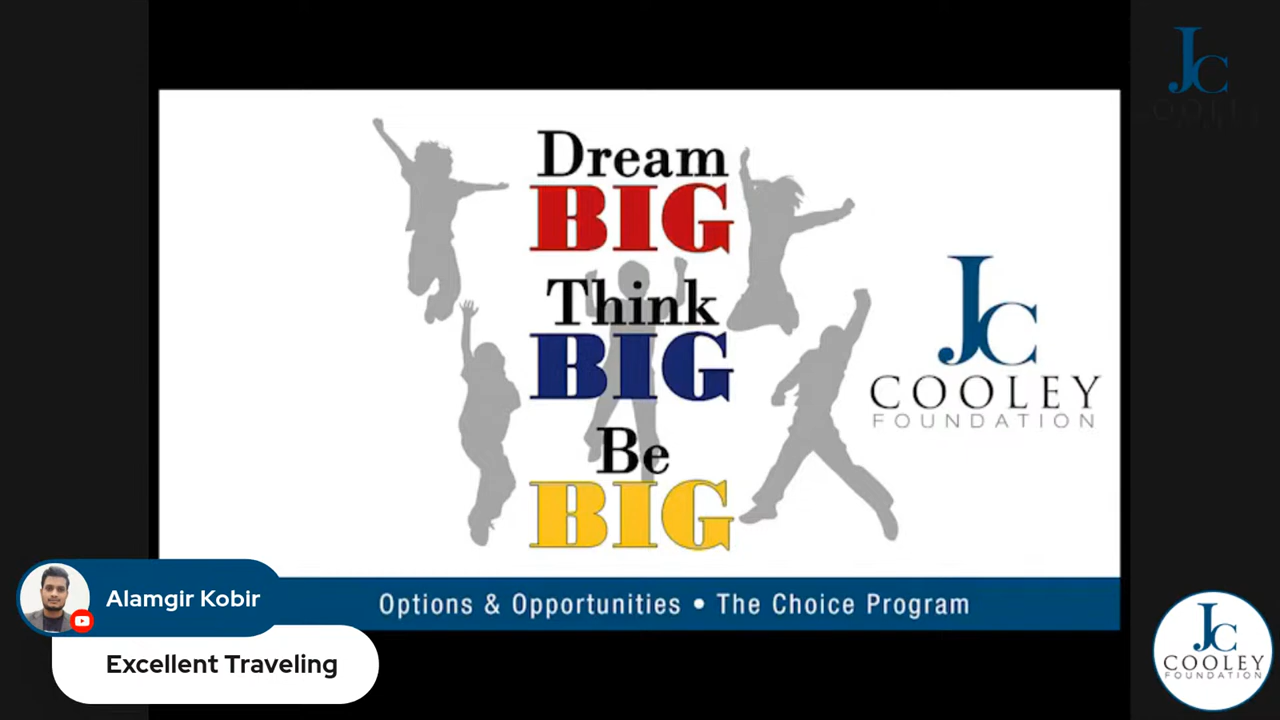 Dream
BIG
Think
BIG
Be
BIG
JC
COOLEY
FOUNDATION
Options & Opportunities • The Choice Program
Alamgir Kobir
Excellent Traveling
JC
COOLEY
JC
COOLEY
FOUNDATION